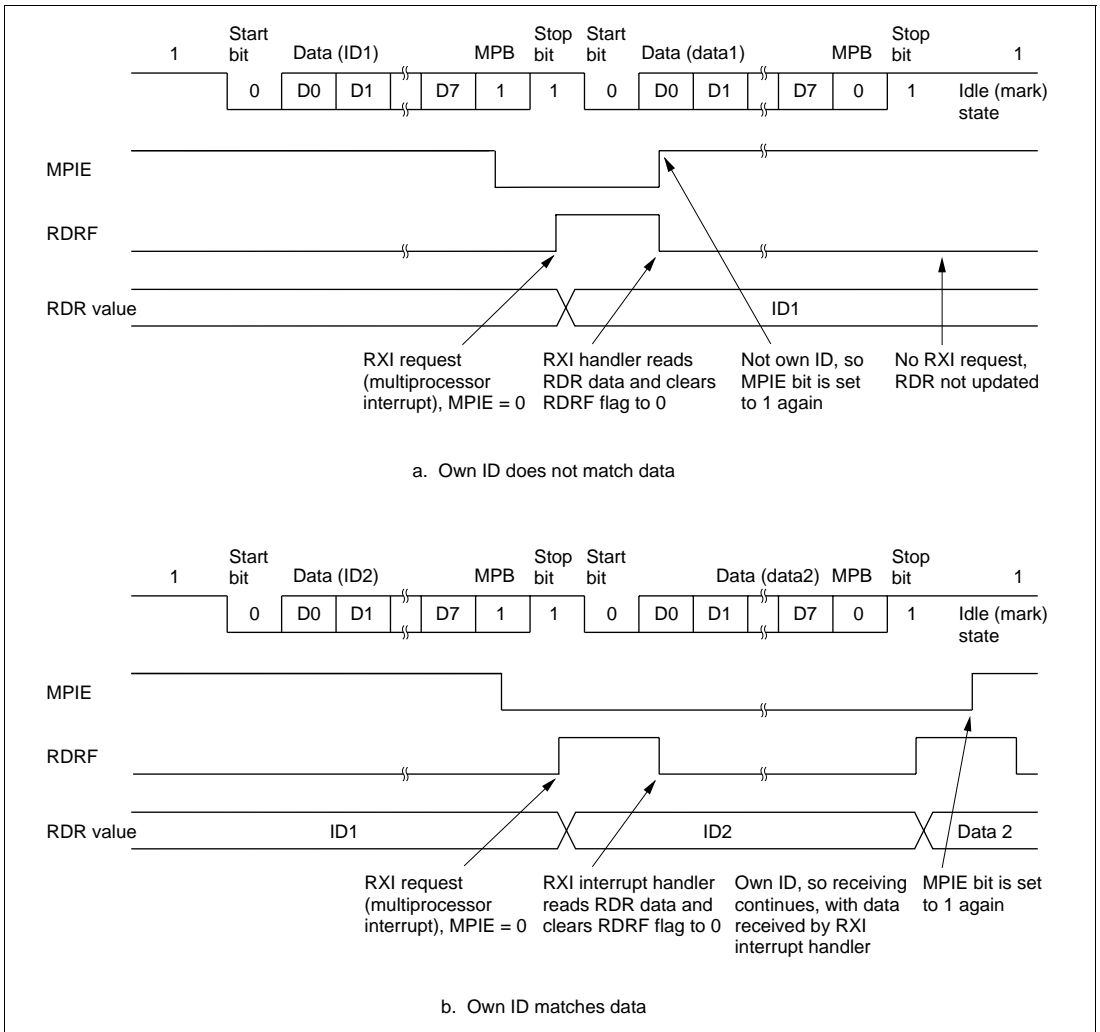 Start Stop Start Stop
1 bit Data (ID1) MPB bit bit Data (data1) MPB bit 1
0 D0 D1 D7 1 1 0 D0 D1 D7 0 1 Idle (mark)
state
MPIE
RDRF
RDR value ID1
RXI request RXI handler reads Not own ID, so No RXI request,
(multiprocessor RDR data and clears MPIE bit is set RDR not updated
interrupt), MPIE = 0 RDRF flag to 0 to 1 again
a. Own ID does not match data
Start Stop Start Stop
1 bit Data (ID2) MPB bit bit Data (data2) MPB bit 1
0 D0 D1 D7 1 1 0 D0 D1 D7 0 1 Idle (mark)
state
MPIE
RDRF
RDR value ID1 ID2 Data 2
RXI request RXI interrupt handler Own ID, so receiving MPIE bit is set
(multiprocessor reads RDR data and continues, with data to 1 again
interrupt), MPIE = 0 clears RDRF flag to 0 received by RXI
interrupt handler
b. Own ID matches data